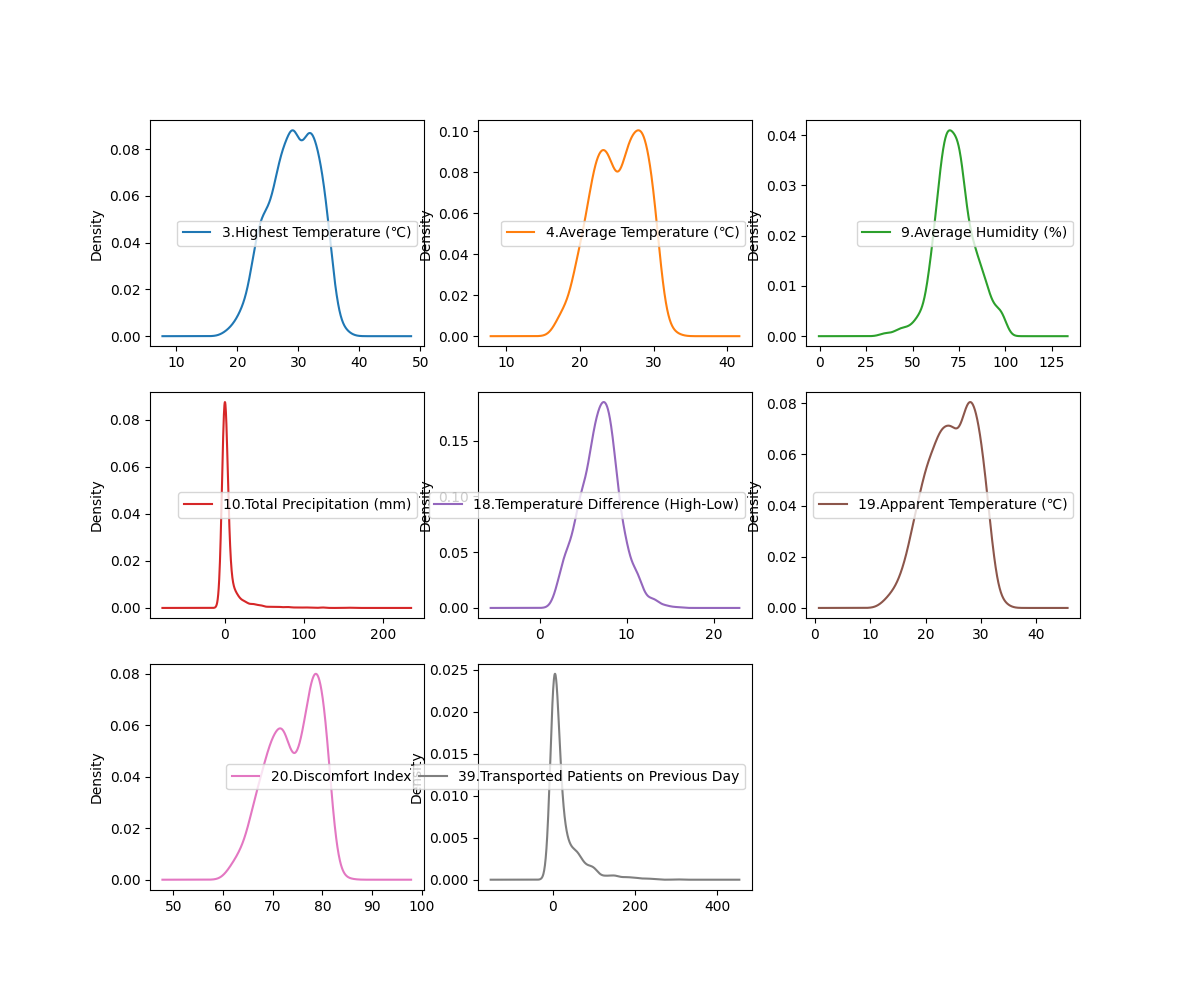 Density
0.08
0.06
0.04
0.02
0.00
3.Highest Temperature (℃)
10 20 30 40 50
Density
0.10
0.08
0.06
0.04
0.02
0.00
4.Average Temperature (℃)
10 20 30 40
Density
0.04
0.03
0.02
0.01
0.00
9.Average Humidity (%)
0 25 50 75 100 125
Density
0.08
0.06
0.04
0.02
0.00
10.Total Precipitation (mm)
0 100 200
Density
0.15
0.10
0.05
0.00
18.Temperature Difference (High-Low)
0 10 20
Density
0.08
0.06
0.04
0.02
0.00
19.Apparent Temperature (℃)
0 10 20 30 40
Density
0.08
0.06
0.04
0.02
0.00
20.Discomfort Index
50 60 70 80 90 100
Density
0.025
0.020
0.015
0.010
0.005
0.000
39.Transported Patients on Previous Day
0 200 400